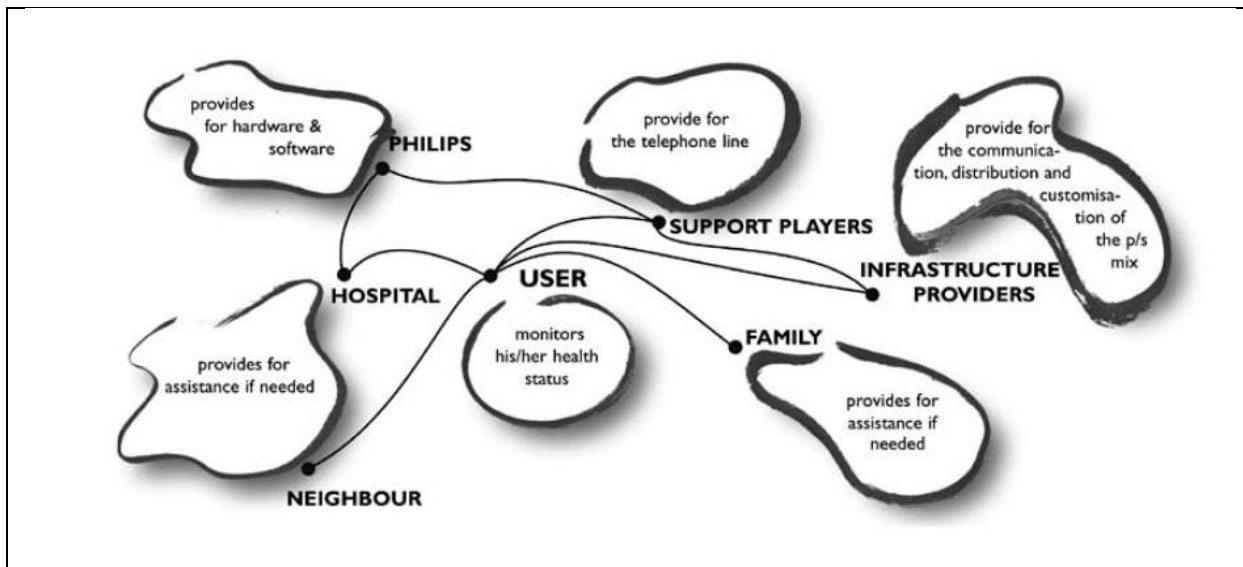 provides
for hardware &
software
PHILIPS
provide for
the telephone line
SUPPORT PLAYERS
provide for
the communica-
tion, distribution and
customisa-
tion of
the p/s
mix
INFRASTRUCTURE
PROVIDERS
HOSPITAL
USER
monitors
his/her health
status
FAMILY
provides for
assistance if
needed
provides for
assistance if needed
NEIGHBOUR